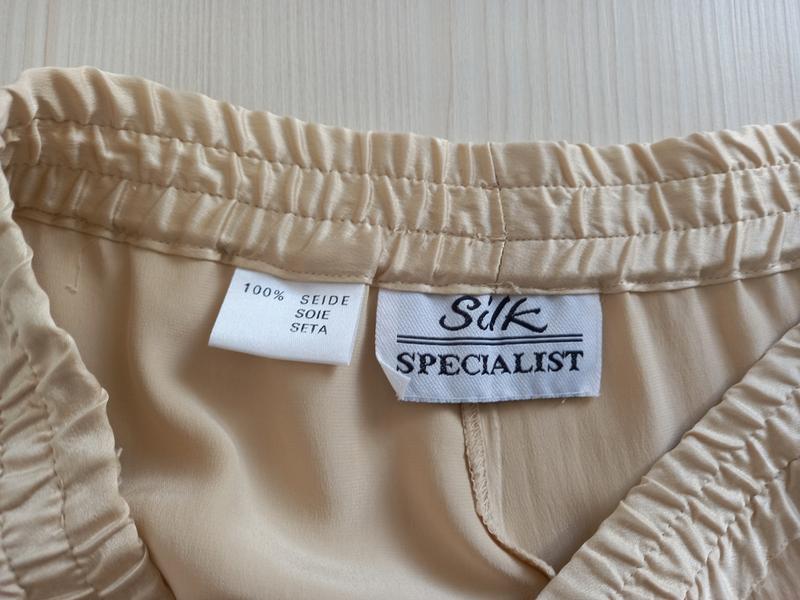 100% SEIDE
SOIE
SETA
Silk
SPECIALIST